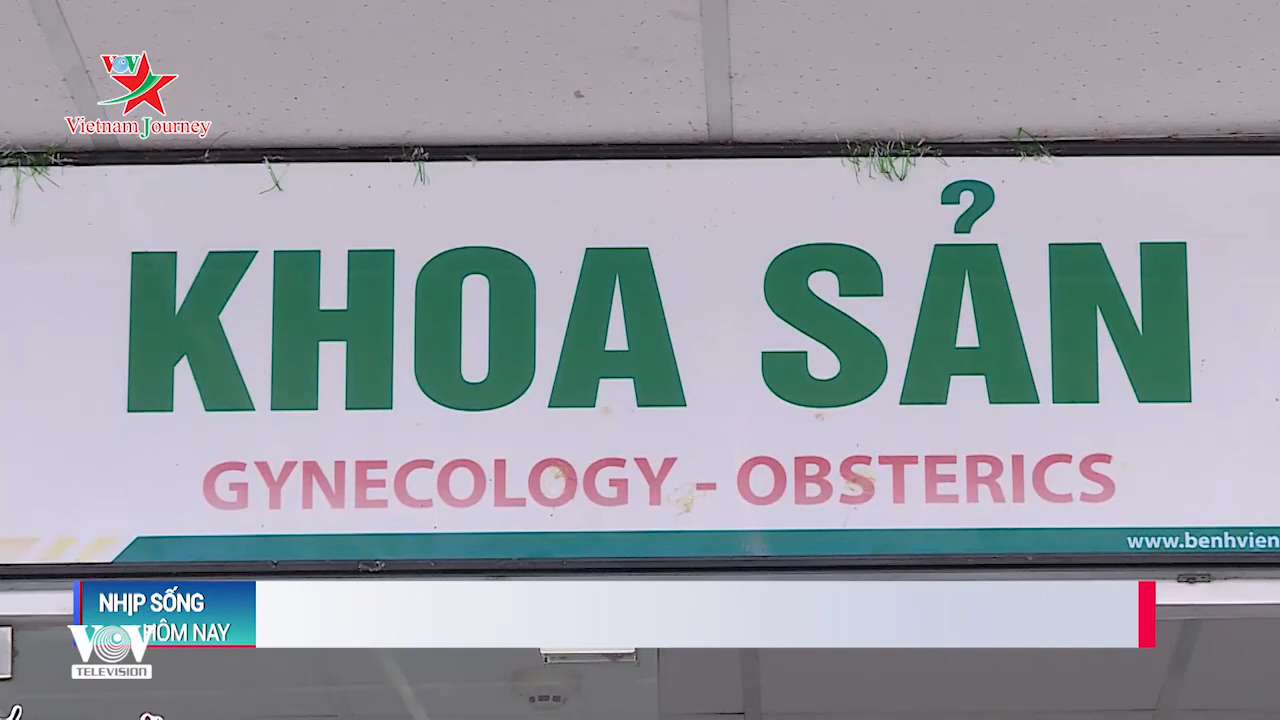 VOV
Vietnam Journey
KHOA SẢN
GYNECOLOGY - OBSTERICS
www.benhvien
NHỊP SỐNG
HÔM NAY
VOV
TELEVISION